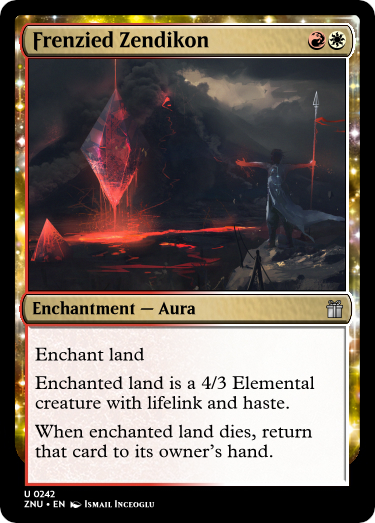 Frenzied Zendikon
Enchantment — Aura
Enchant land
Enchanted land is a 4/3 Elemental
creature with lifelink and haste.
When enchanted land dies, return
that card to its owner's hand.
U 0242
ZNU • EN Ismail Inceoglu